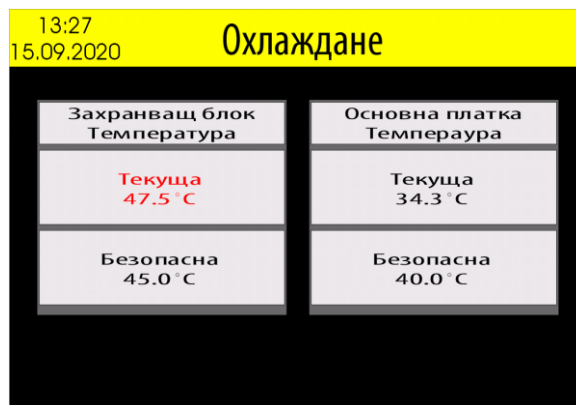 13:27
15.09.2020
Охлаждане
Захранващ блок
Температура
Текуща
47.5°C
Безопасна
45.0°C
Основна платка
Темпераура
Текуща
34.3°C
Безопасна
40.0°C